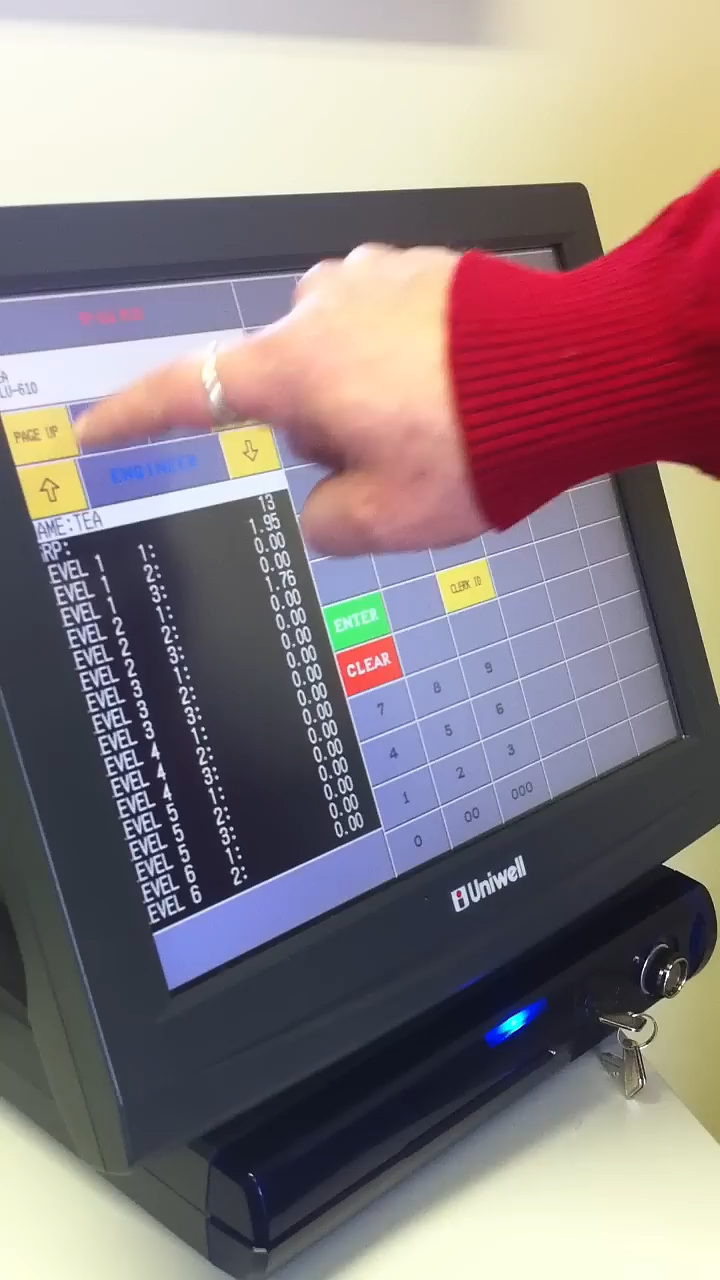 LU-610
PAGE UP
ENGINEER
AME:TEA
RP: 13
EVEL 1 1: 1.95
EVEL 1 2: 0.00
EVEL 1 3: 0.00
EVEL 2 1: 1.76
EVEL 2 2: 0.00
EVEL 2 3: 0.00
EVEL 3 1: 0.00
EVEL 3 2: 0.00
EVEL 3 3: 0.00
EVEL 4 1: 0.00
EVEL 4 2: 0.00
EVEL 4 3: 0.00
EVEL 5 1: 0.00
EVEL 5 2: 0.00
EVEL 5 3: 0.00
EVEL 6 1: 0.00
EVEL 6 2: 0.00
CLERK ID
ENTER
CLEAR
7 8 9
4 5 6
1 2 3
0 00 000
Uniwell